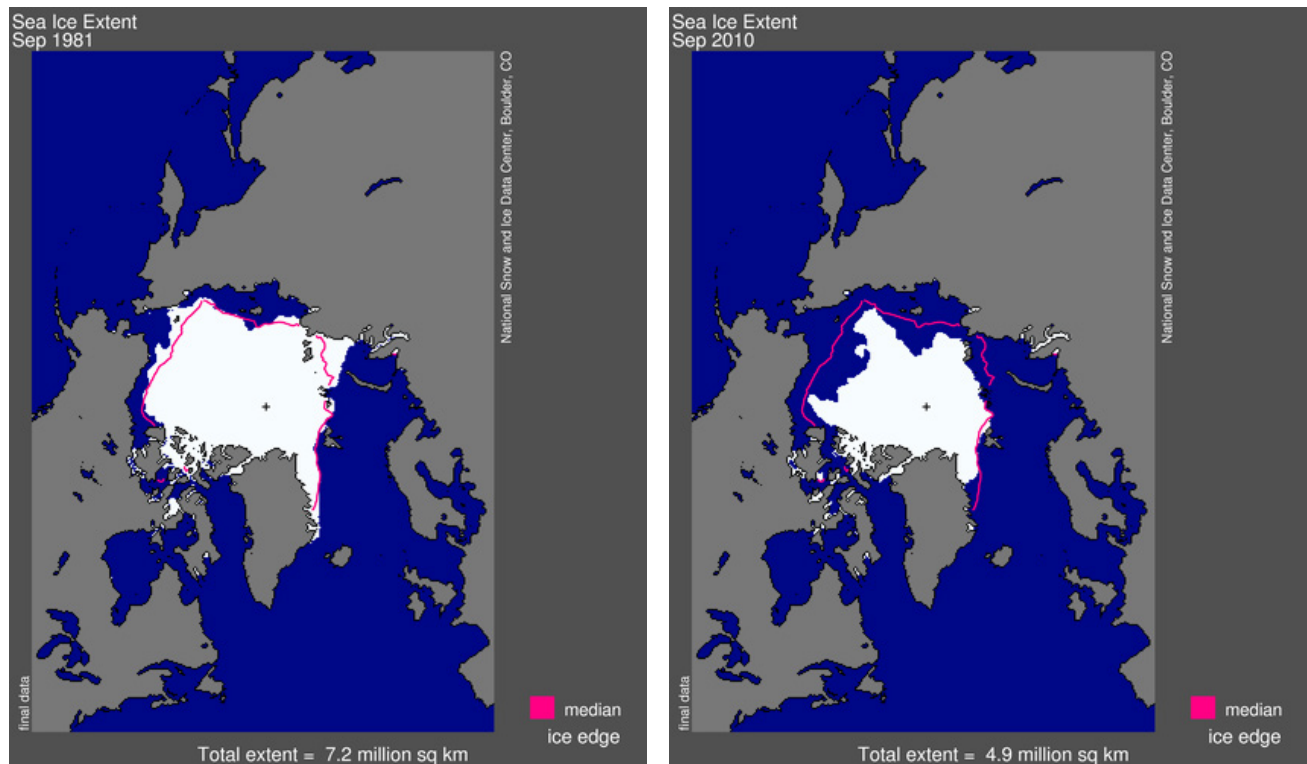 Sea Ice Extent
Sep 1981
National Snow and Ice Data Center, Boulder, CO
final data
median
ice edge
Total extent = 7.2 million sq km
Sea Ice Extent
Sep 2010
National Snow and Ice Data Center, Boulder, CO
final data
median
ice edge
Total extent = 4.9 million sq km